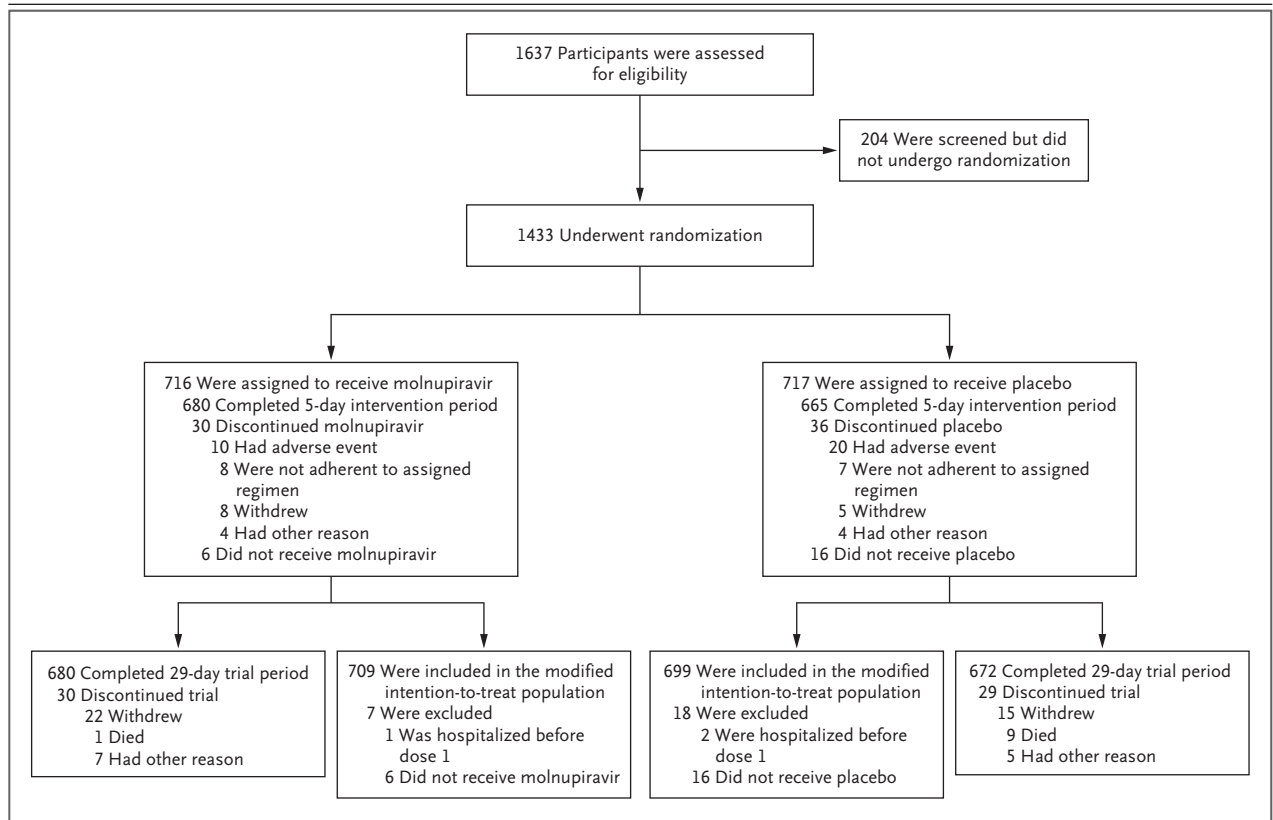 1637 Participants were assessed
for eligibility
204 Were screened but did
not undergo randomization
1433 Underwent randomization
716 Were assigned to receive molnupiravir
680 Completed 5-day intervention period
30 Discontinued molnupiravir
10 Had adverse event
8 Were not adherent to assigned
regimen
8 Withdrew
4 Had other reason
6 Did not receive molnupiravir
717 Were assigned to receive placebo
665 Completed 5-day intervention period
36 Discontinued placebo
20 Had adverse event
7 Were not adherent to assigned
regimen
5 Withdrew
4 Had other reason
16 Did not receive placebo
680 Completed 29-day trial period
30 Discontinued trial
22 Withdrew
1 Died
7 Had other reason
709 Were included in the modified
intention-to-treat population
7 Were excluded
1 Was hospitalized before
dose 1
6 Did not receive molnupiravir
699 Were included in the modified
intention-to-treat population
18 Were excluded
2 Were hospitalized before
dose 1
16 Did not receive placebo
672 Completed 29-day trial period
29 Discontinued trial
15 Withdrew
9 Died
5 Had other reason